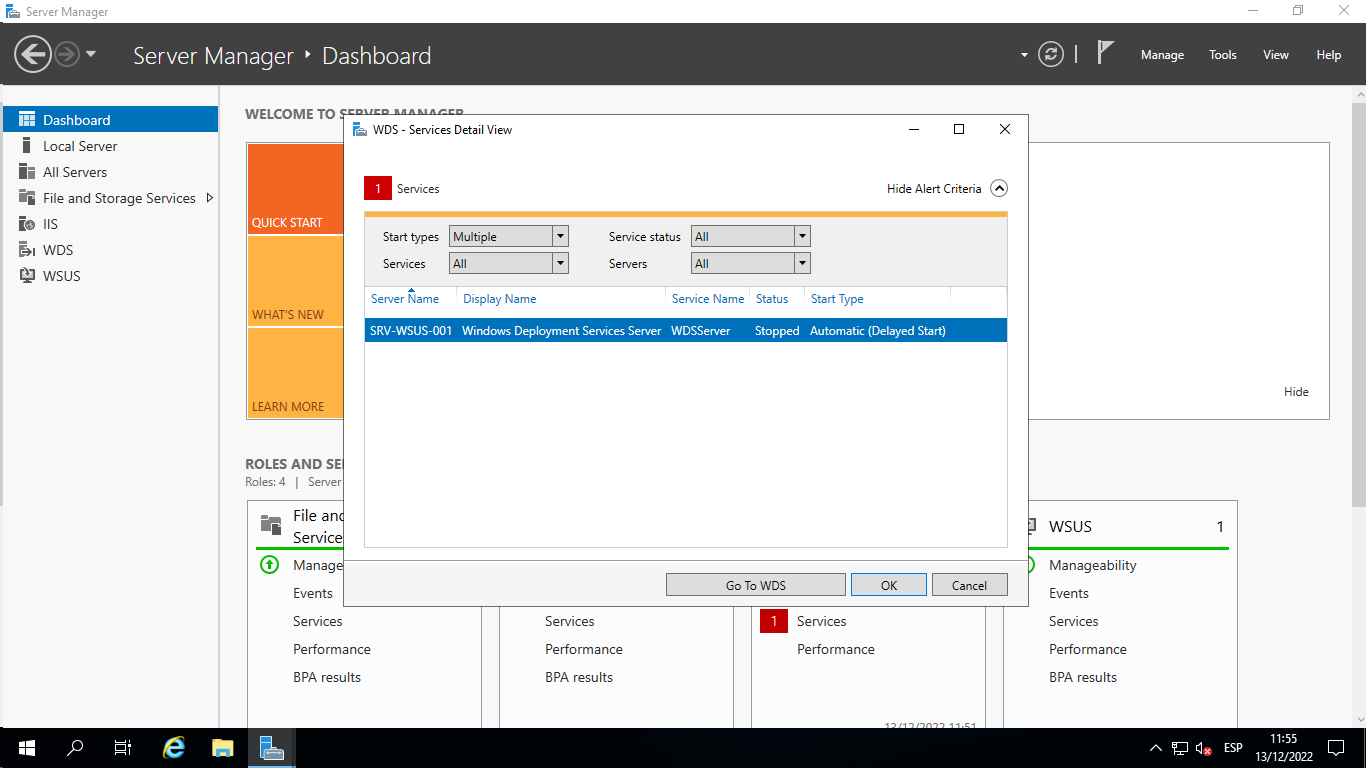 Server Manager
Server Manager ‣ Dashboard
Manage Tools View Help
Dashboard
Local Server
All Servers
File and Storage Services
IIS
WDS
WSUS
WELCOME TO SERVER MANAGER
QUICK START
WHAT'S NEW
LEARN MORE
Hide
WDS - Services Detail View
1 Services
Hide Alert Criteria
Start types Multiple Service status All
Services All Servers All
Server Name Display Name Service Name Status Start Type
SRV-WSUS-001 Windows Deployment Services Server WDSServer Stopped Automatic (Delayed Start)
Go To WDS OK Cancel
ROLES AND SE
Roles: 4 | Server
File and
Service
Manage
Events
Services
Performance
BPA results
Services
Performance
BPA results
1 Services
Performance
13/12/2022 11:51
WSUS 1
Manageability
Events
Services
Performance
BPA results
ESP
11:55
13/12/2022